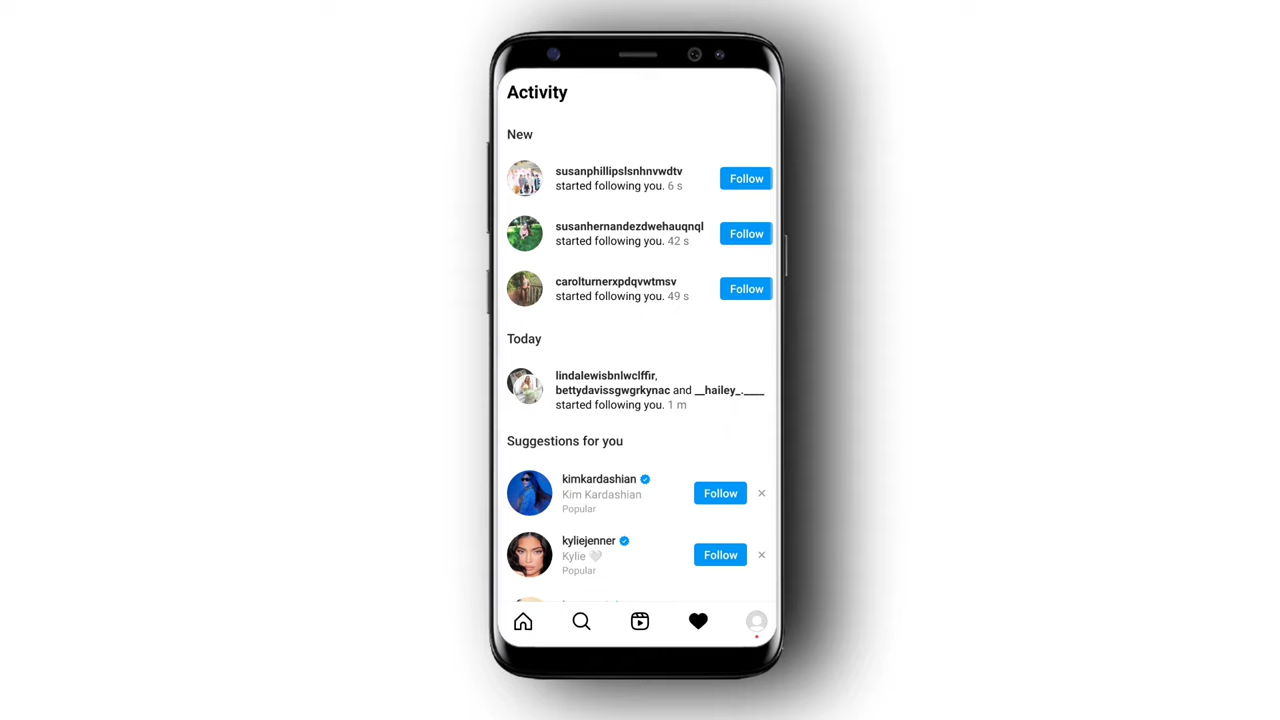 Activity
New
susanphillipslsnhnvwdtv
started following you. 6 s
Follow
susanhernandezdwehauqnql
started following you. 42 s
Follow
carolturnerxpdqvwtmsv
started following you. 49 s
Follow
Today
lindalewisbnlwclffir,
bettydavissgwgrkynac and __hailey_.____
started following you. 1 m
Suggestions for you
kimkardashian
Kim Kardashian
Popular
Follow
kyliejenner
Kylie 🤍
Popular
Follow